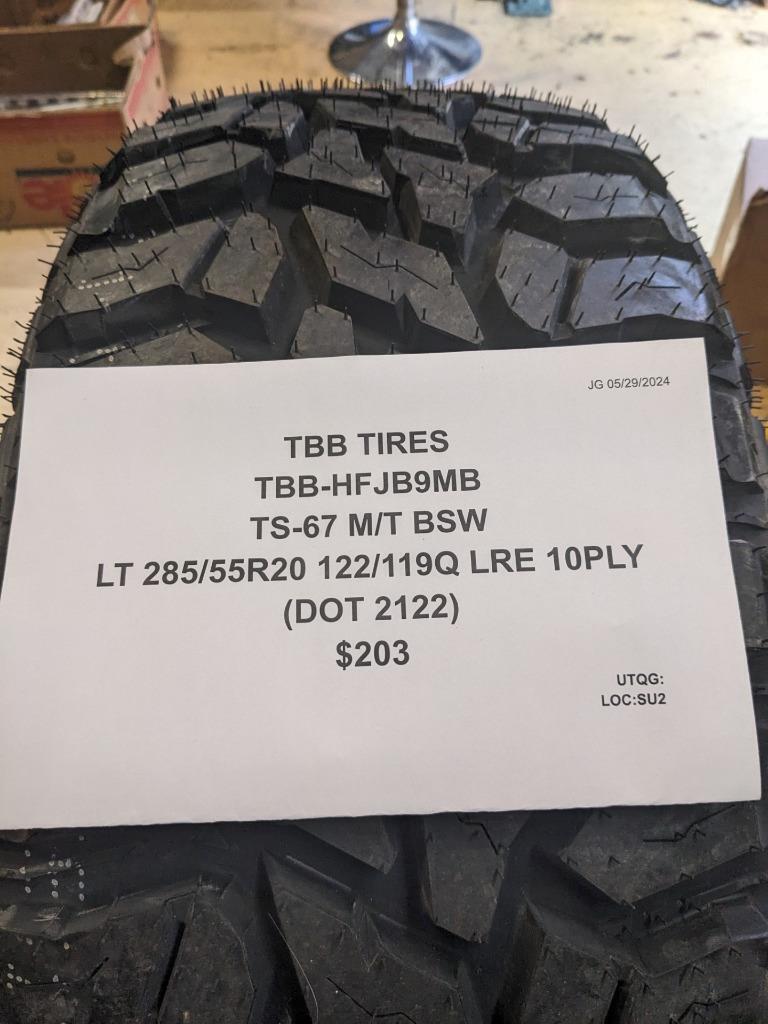 JG 05/29/2024
TBB TIRES
TBB-HFJB9MB
TS-67 M/T BSW
LT 285/55R20 122/119Q LRE 10PLY
(DOT 2122)
$203
UTQG:
LOC:SU2